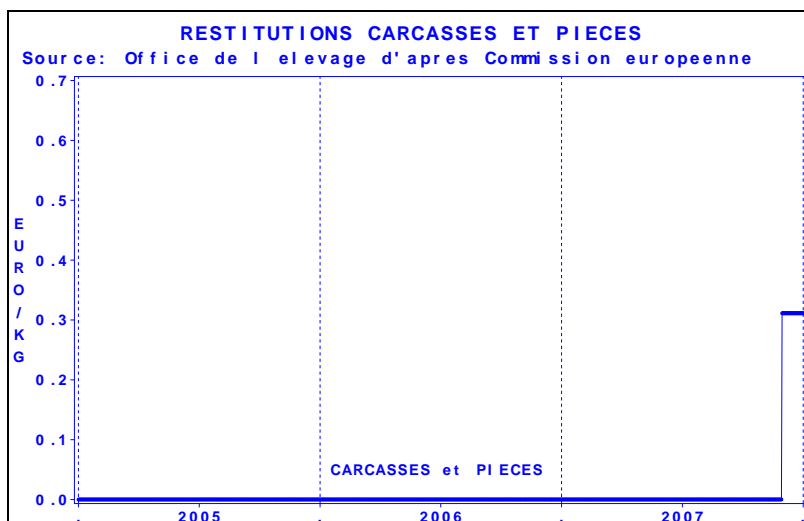 RESTITUTIONS CARCASSES ET PIECES
Source: Office de l elevage d'apres Commission europeenne
0.7
0.6
0.5
0.4
0.3
0.2
0.1
0.0
EURO/KG
CARCASSES et PIECES
. 2005 . 2006 . 2007 .